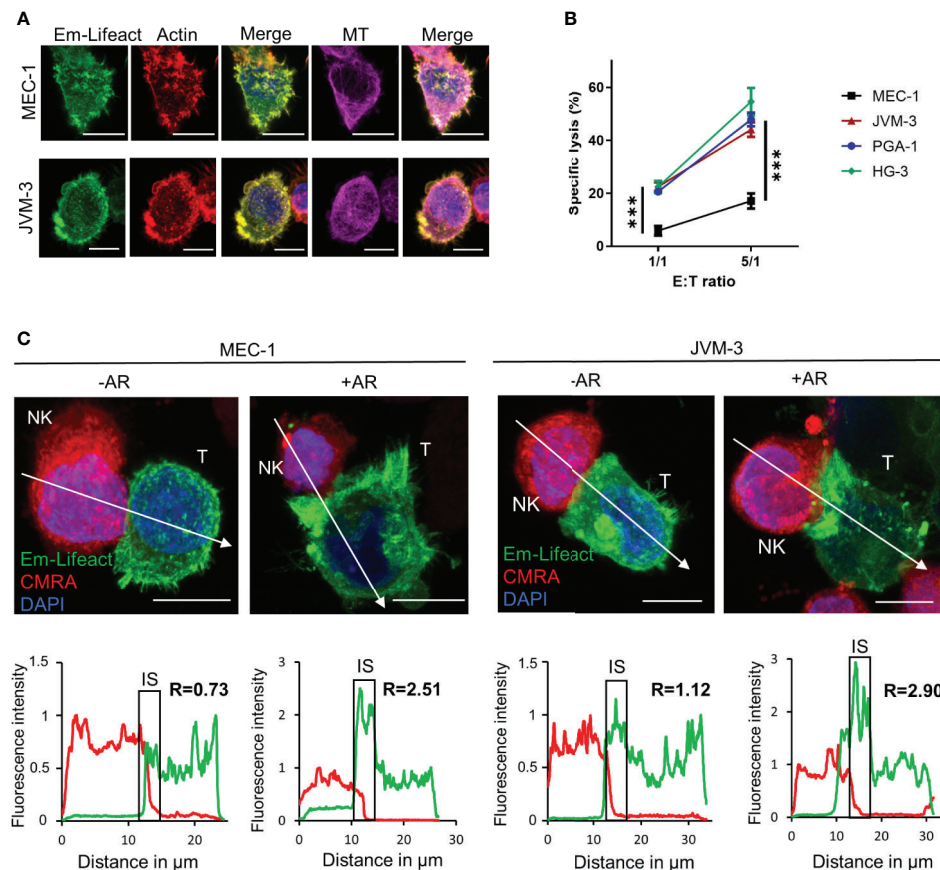 A
Em-Lifeact Actin Merge MT Merge
MEC-1
JVM-3
B
Specific lysis (%)
60
40
20
0
***
***
1/1 5/1
E:T ratio
MEC-1
JVM-3
PGA-1
HG-3
C
MEC-1 JVM-3
-AR +AR -AR +AR
NK T
Em-Lifeact
CMRA
DAPI
NK T
NK T
Em-Lifeact
CMRA
DAPI
NK T
Fluorescence intensity
1.5
1
0.5
0
IS
R=0.73
0 10 20
Distance in µm
Fluorescence intensity
3
2
1
0
IS
R=2.51
0 10 20 30
Distance in µm
Fluorescence intensity
1.5
1
0.5
0
IS
R=1.12
0 10 20 30
Distance in µm
Fluorescence intensity
3
2
1
0
IS
R=2.90
0 10 20 30
Distance in µm